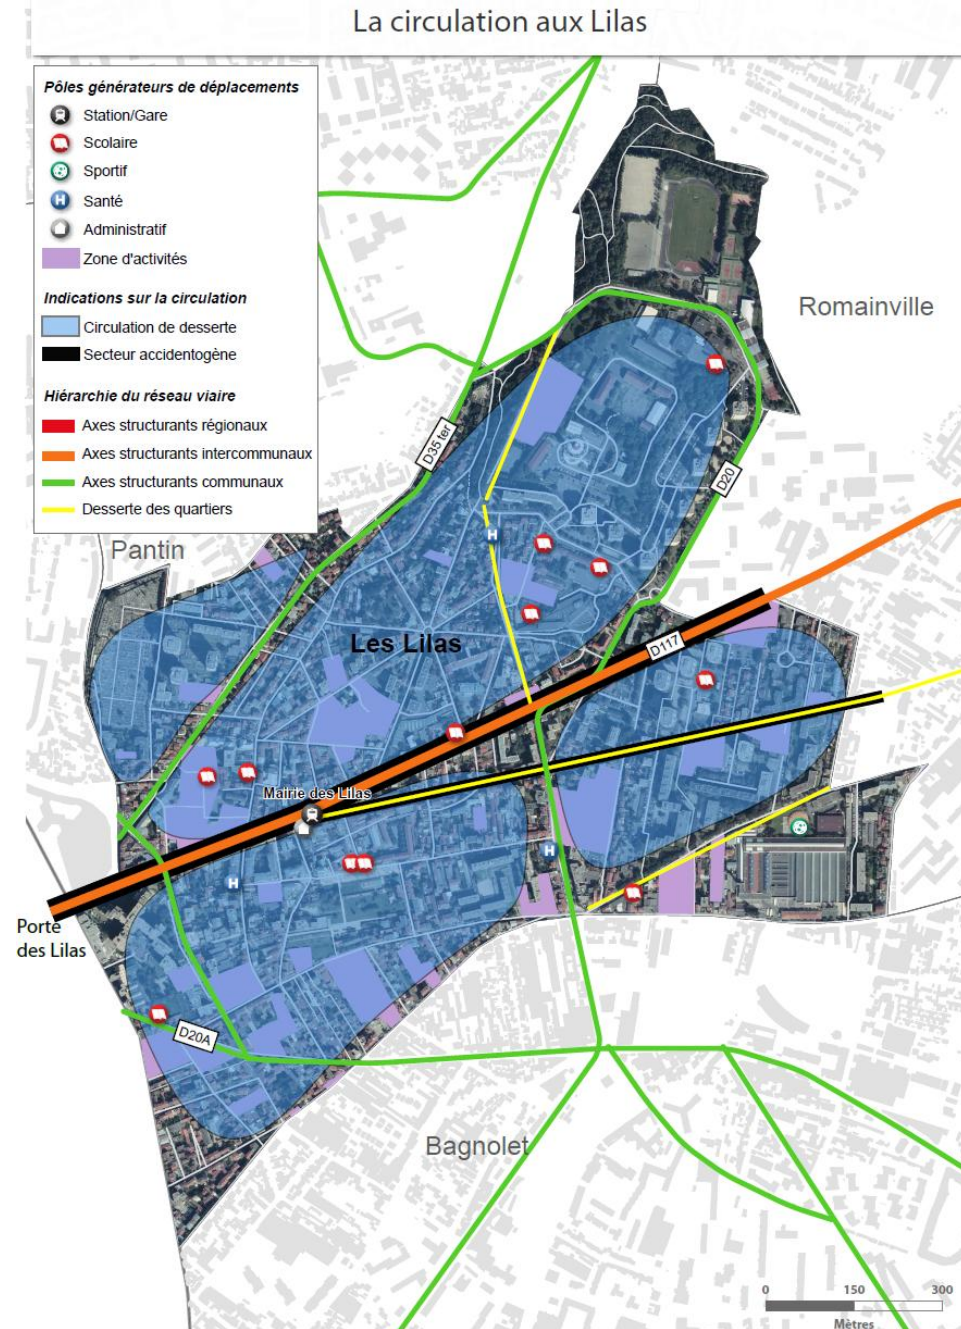 La circulation aux Lilas
Pôles générateurs de déplacements
Station/Gare
Scolaire
Sportif
H Santé
Administratif
Zone d'activités
Indications sur la circulation
Circulation de desserte
Secteur accidentogène
Hiérarchie du réseau viaire
Axes structurants régionaux
Axes structurants intercommunaux
Axes structurants communaux
Desserte des quartiers
Romainville
D35 ter
D20
Pantin
H
Les Lilas
D117
Mairie des Lilas
H
H
Porte
des Lilas
D20A
Bagnolet
0 150 300
Mètres